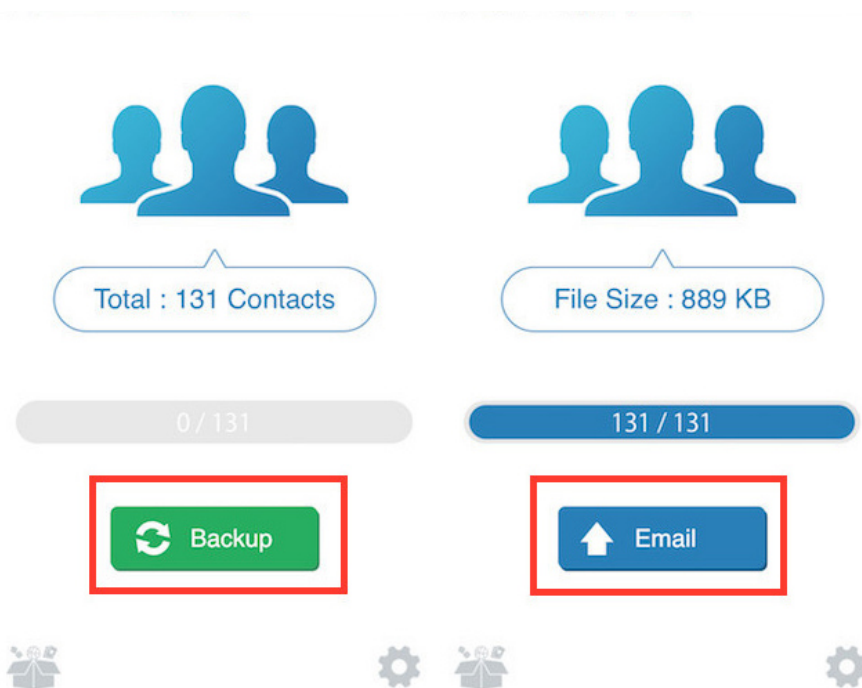 Total : 131 Contacts
0 / 131
Backup
File Size : 889 KB
131 / 131
Email